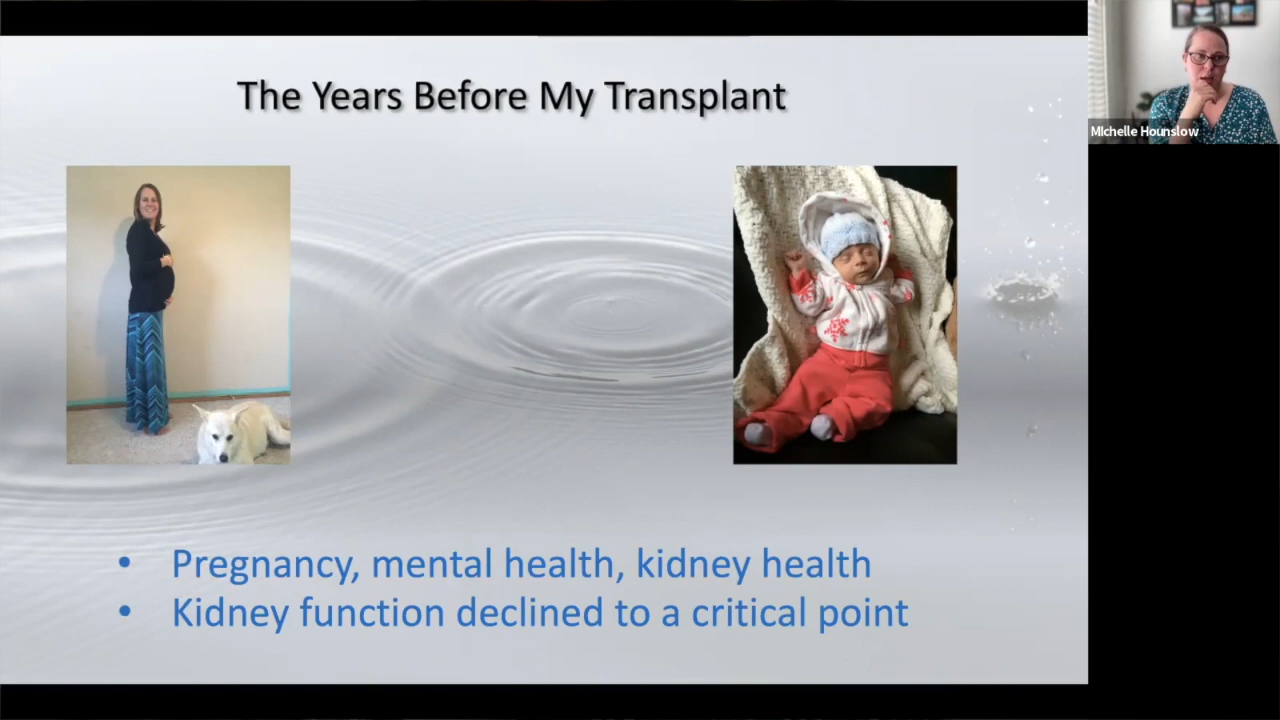 The Years Before My Transplant
MIchelle Hounslow
• Pregnancy, mental health, kidney health
• Kidney function declined to a critical point